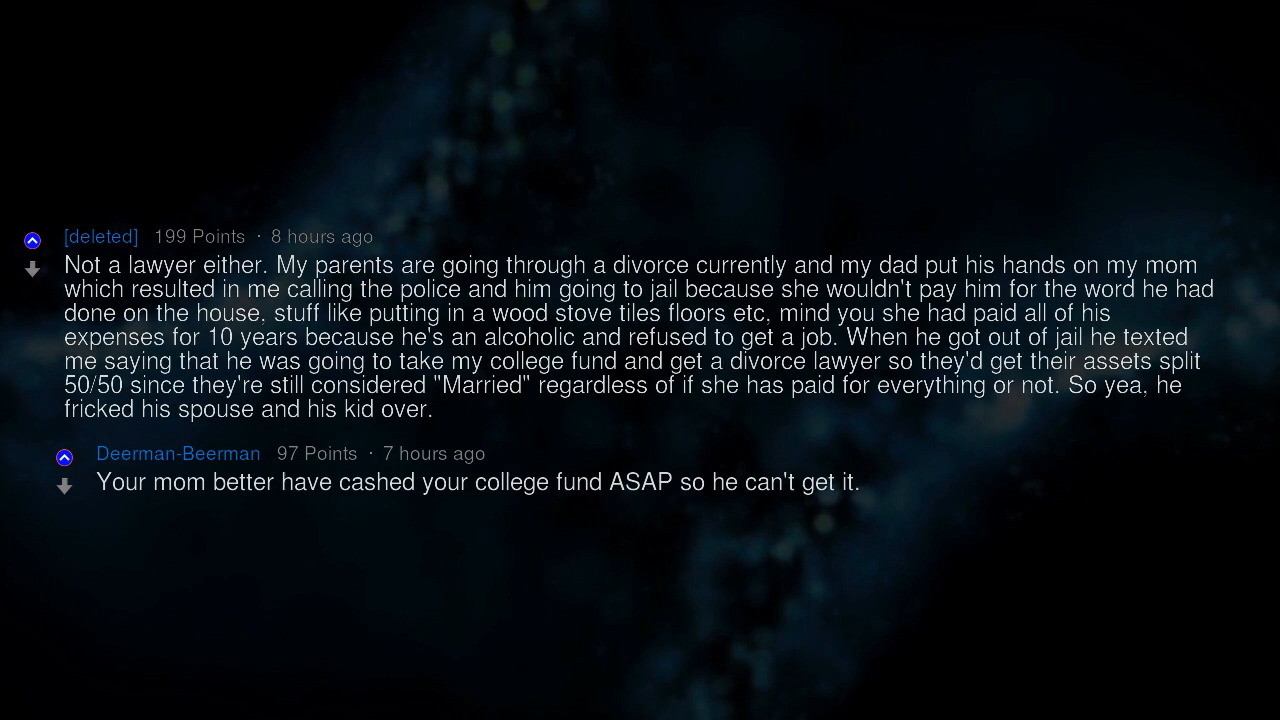 [deleted] 199 Points · 8 hours ago
Not a lawyer either. My parents are going through a divorce currently and my dad put his hands on my mom
which resulted in me calling the police and him going to jail because she wouldn't pay him for the word he had
done on the house, stuff like putting in a wood stove tiles floors etc, mind you she had paid all of his
expenses for 10 years because he's an alcoholic and refused to get a job. When he got out of jail he texted
me saying that he was going to take my college fund and get a divorce lawyer so they'd get their assets split
50/50 since they're still considered "Married" regardless of if she has paid for everything or not. So yea, he
fricked his spouse and his kid over.
Deerman-Beerman 97 Points · 7 hours ago
Your mom better have cashed your college fund ASAP so he can't get it.